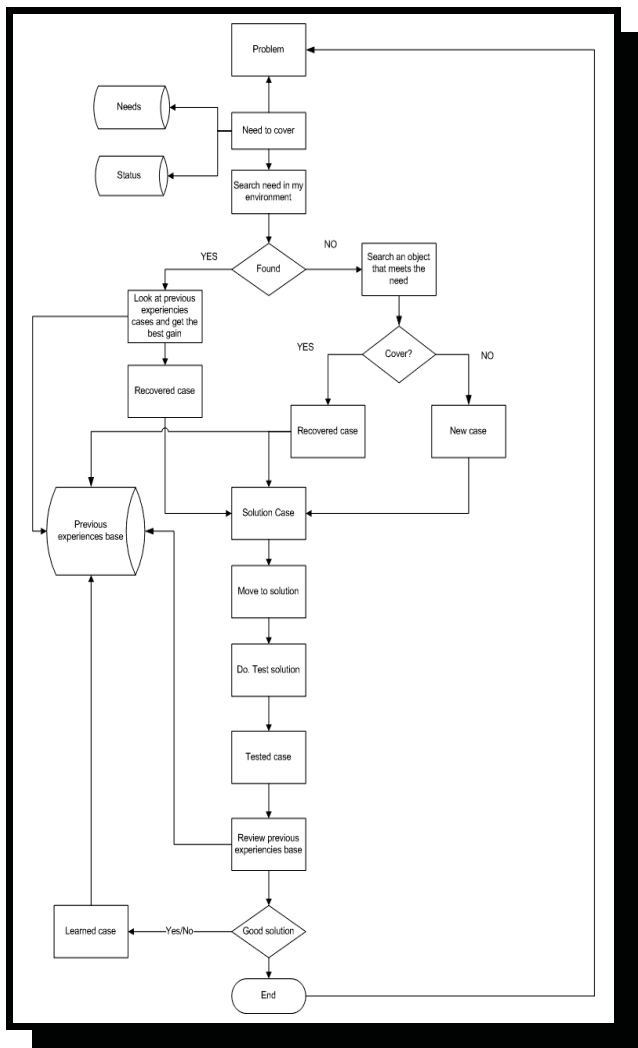 Problem
Needs
Need to cover
Status
Search need in my
environment
YES
Found
NO
Search an object
that meets the
need
Look at previous
experiencies
cases and get the
best gain
YES
Cover?
NO
Recovered case
Recovered case
New case
Previous
experiences base
Solution Case
Move to solution
Do. Test solution
Tested case
Review previous
experiencies base
Learned case
Yes/No
Good solution
End